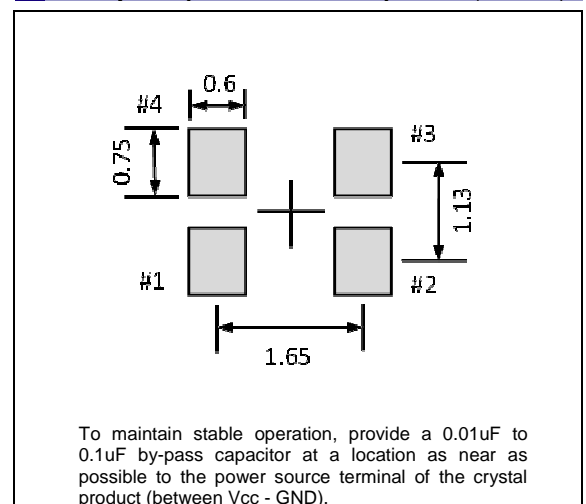 0.6
#4
#3
0.75
1.13
#1
#2
1.65
To maintain stable operation, provide a 0.01uF to
0.1uF by-pass capacitor at a location as near as
possible to the power source terminal of the crystal
product (between Vcc - GND).